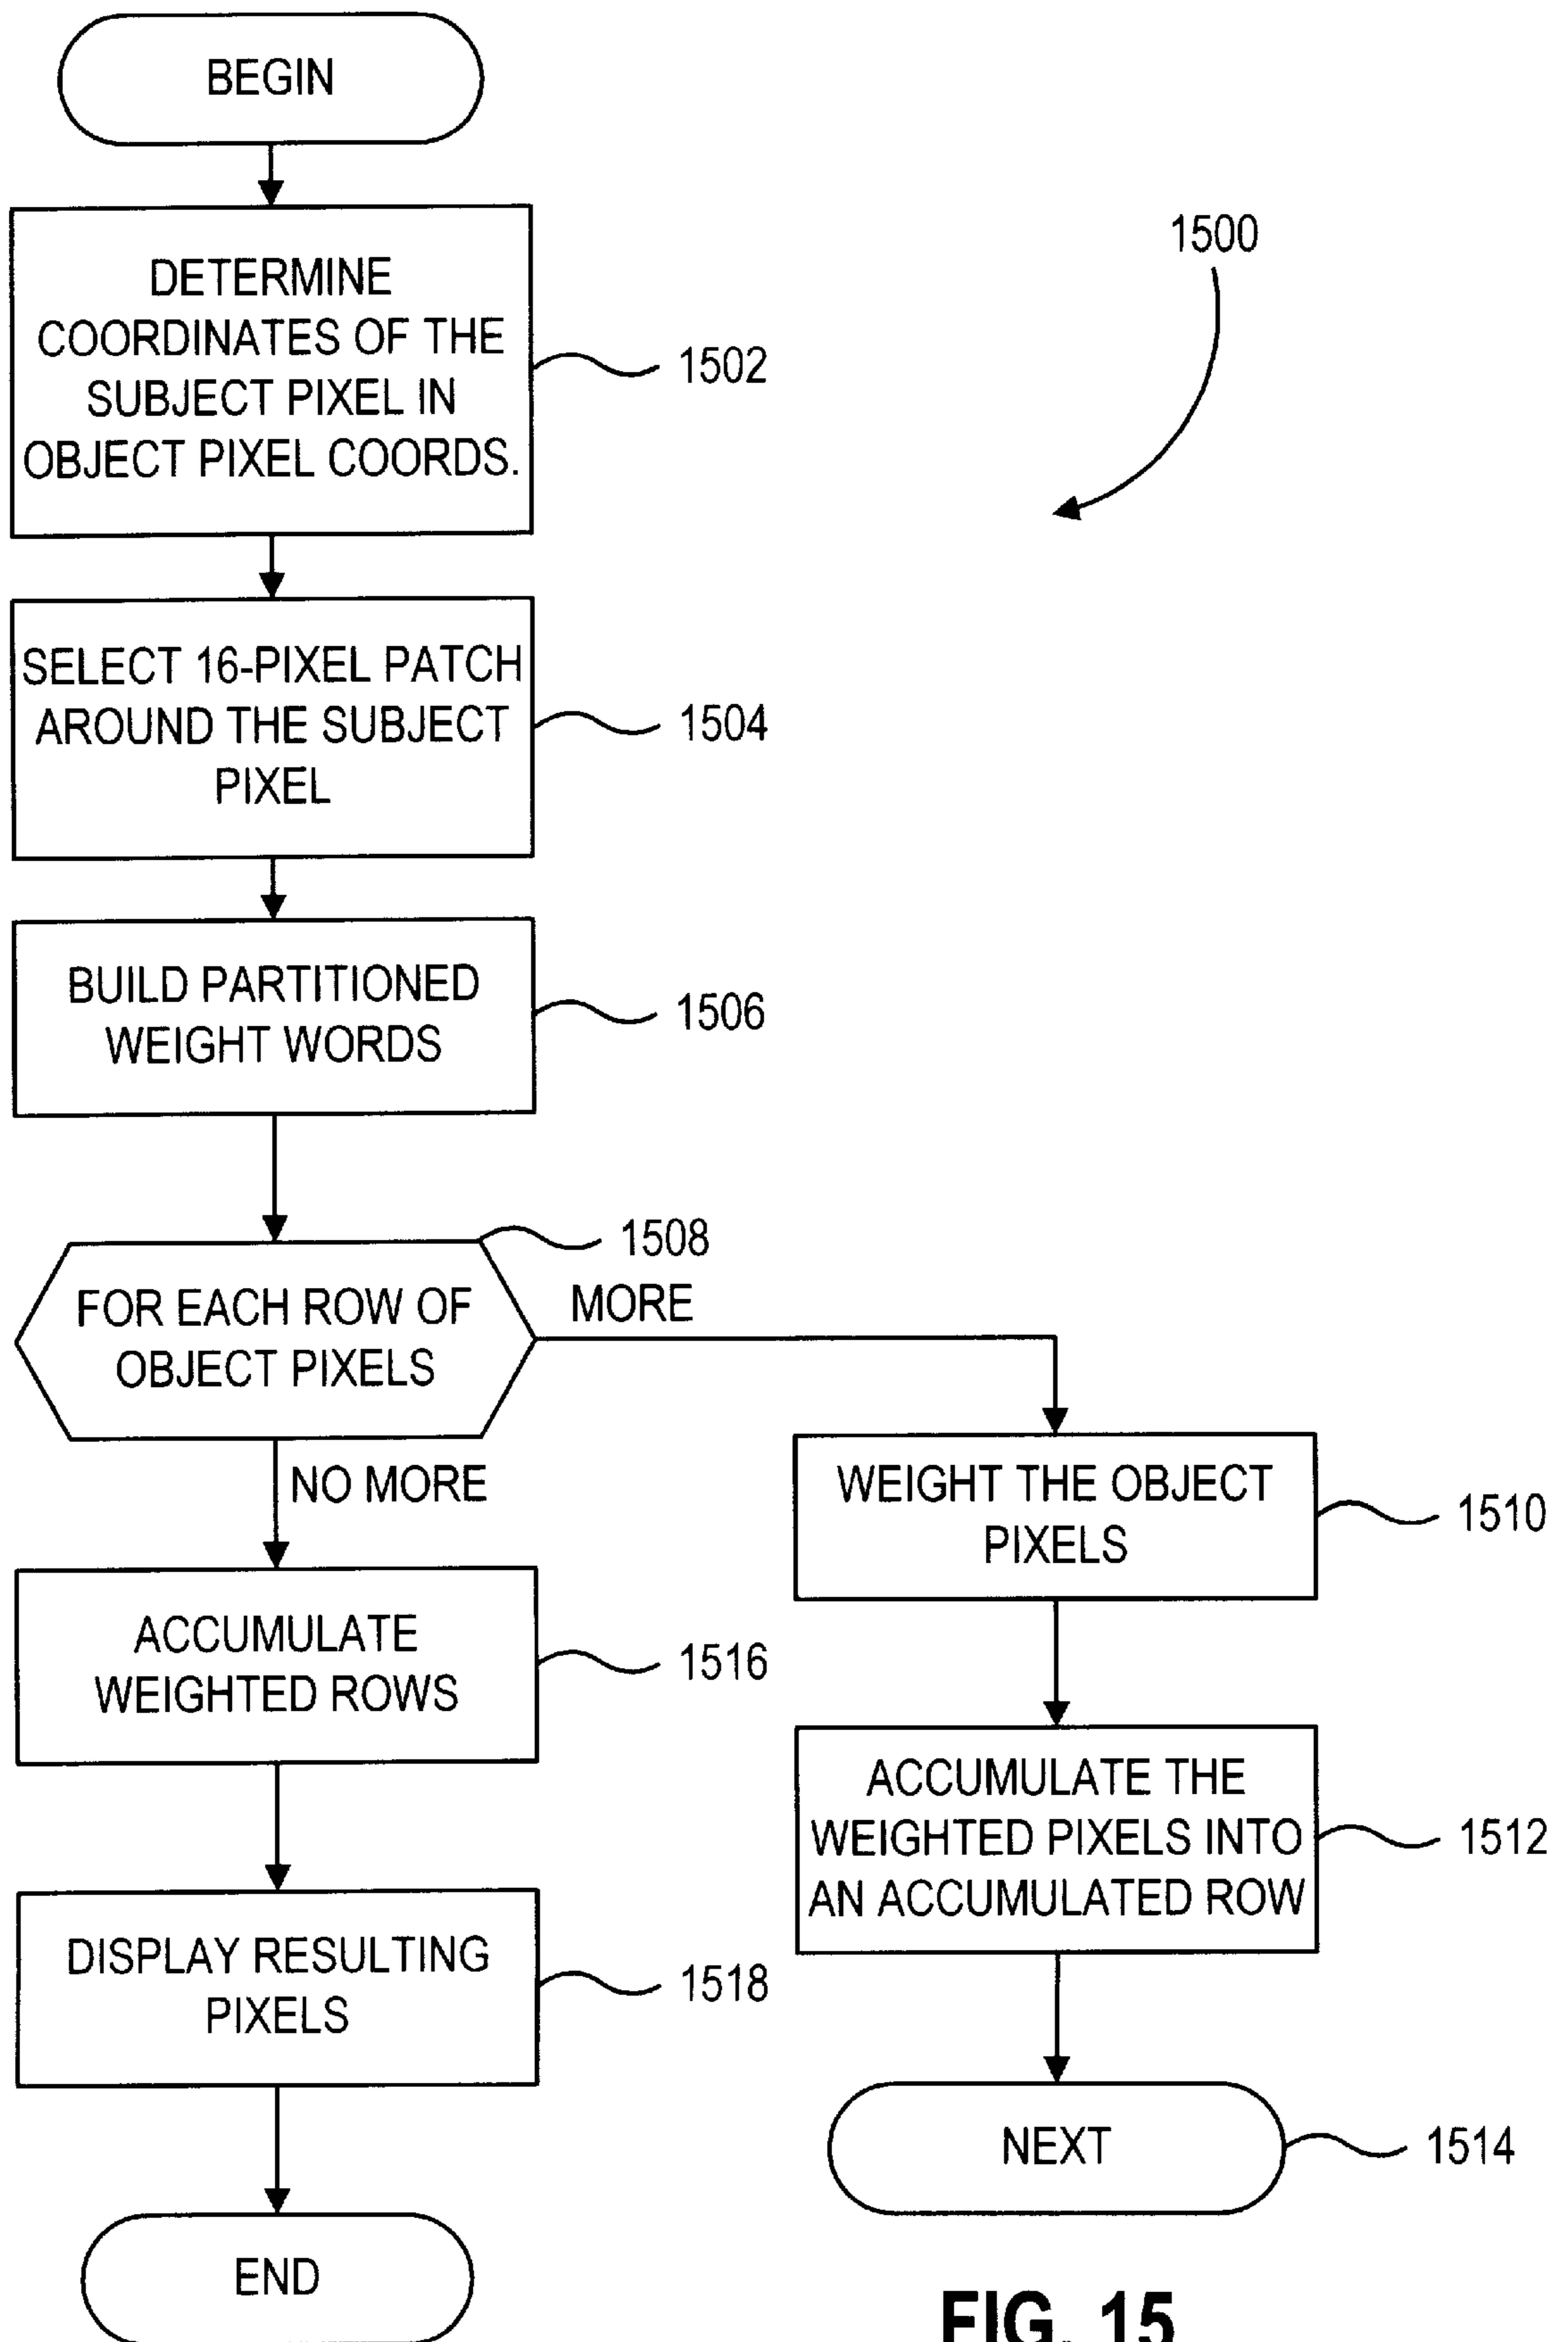 BEGIN
1500
DETERMINE
COORDINATES OF THE
SUBJECT PIXEL IN
OBJECT PIXEL COORDS.
1502
SELECT 16-PIXEL PATCH
AROUND THE SUBJECT
PIXEL
1504
BUILD PARTITIONED
WEIGHT WORDS
1506
1508
FOR EACH ROW OF
OBJECT PIXELS
MORE
NO MORE
WEIGHT THE OBJECT
PIXELS
1510
ACCUMULATE
WEIGHTED ROWS
1516
ACCUMULATE THE
WEIGHTED PIXELS INTO
AN ACCUMULATED ROW
1512
DISPLAY RESULTING
PIXELS
1518
NEXT
1514
END
FIG. 15